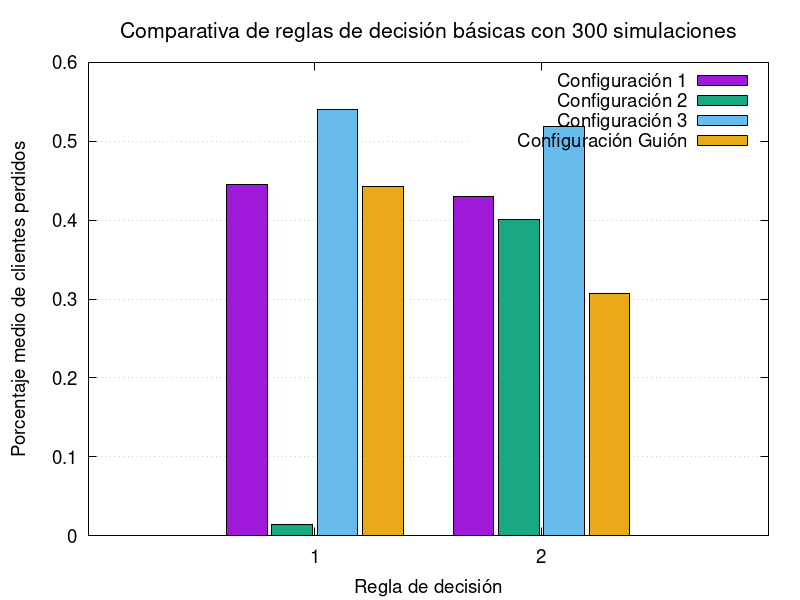 Comparativa de reglas de decisión básicas con 300 simulaciones
Porcentaje medio de clientes perdidos
0.6
0.5
0.4
0.3
0.2
0.1
0
Configuración 1
Configuración 2
Configuración 3
Configuración Guión
1
2
Regla de decisión